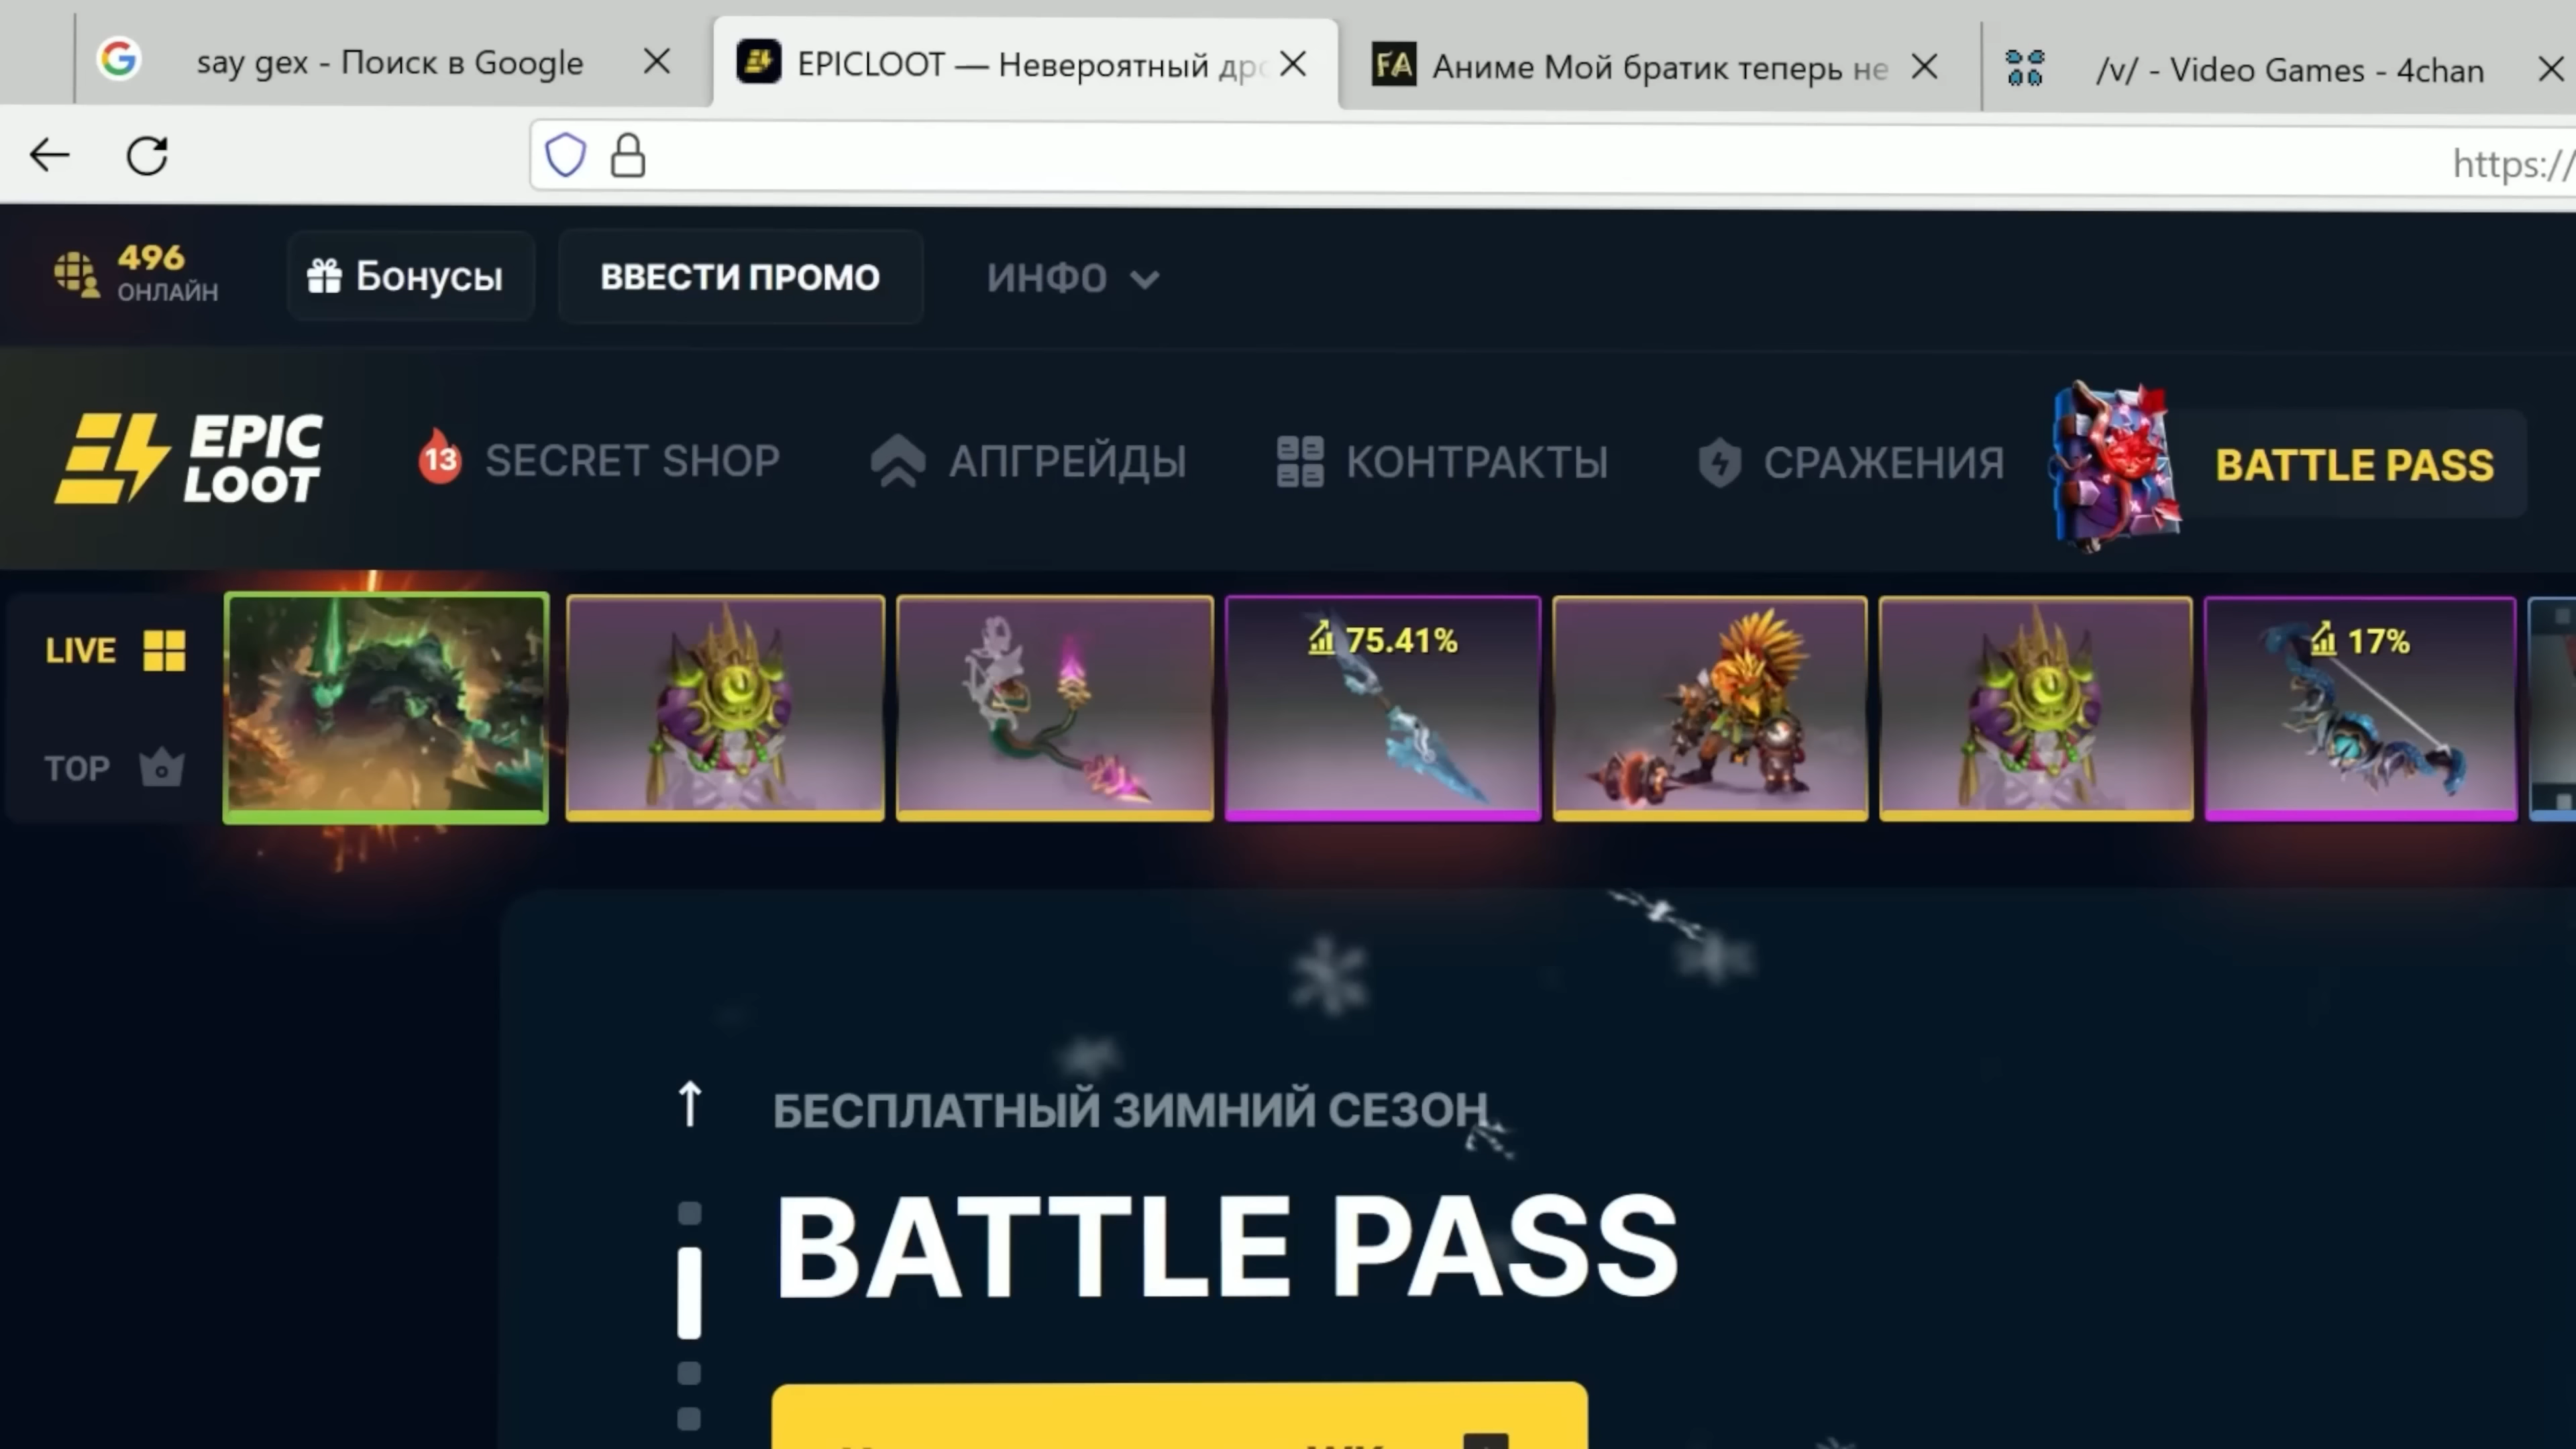 say gex - Поиск в Google
EPICLOOT — Невероятный
Аниме Мой братик теперь не
/v/ - Video Games - 4chan
https://
496
ОНЛАЙН
Бонусы
ВВЕСТИ ПРОМО
ИНФО
EPIC
LOOT
13
SECRET SHOP
АПГРЕЙДЫ
КОНТРАКТЫ
СРАЖЕНИЯ
BATTLE PASS
LIVE
TOP
75.41%
17%
БЕСПЛАТНЫЙ ЗИМНИЙ СЕЗОН
BATTLE PASS